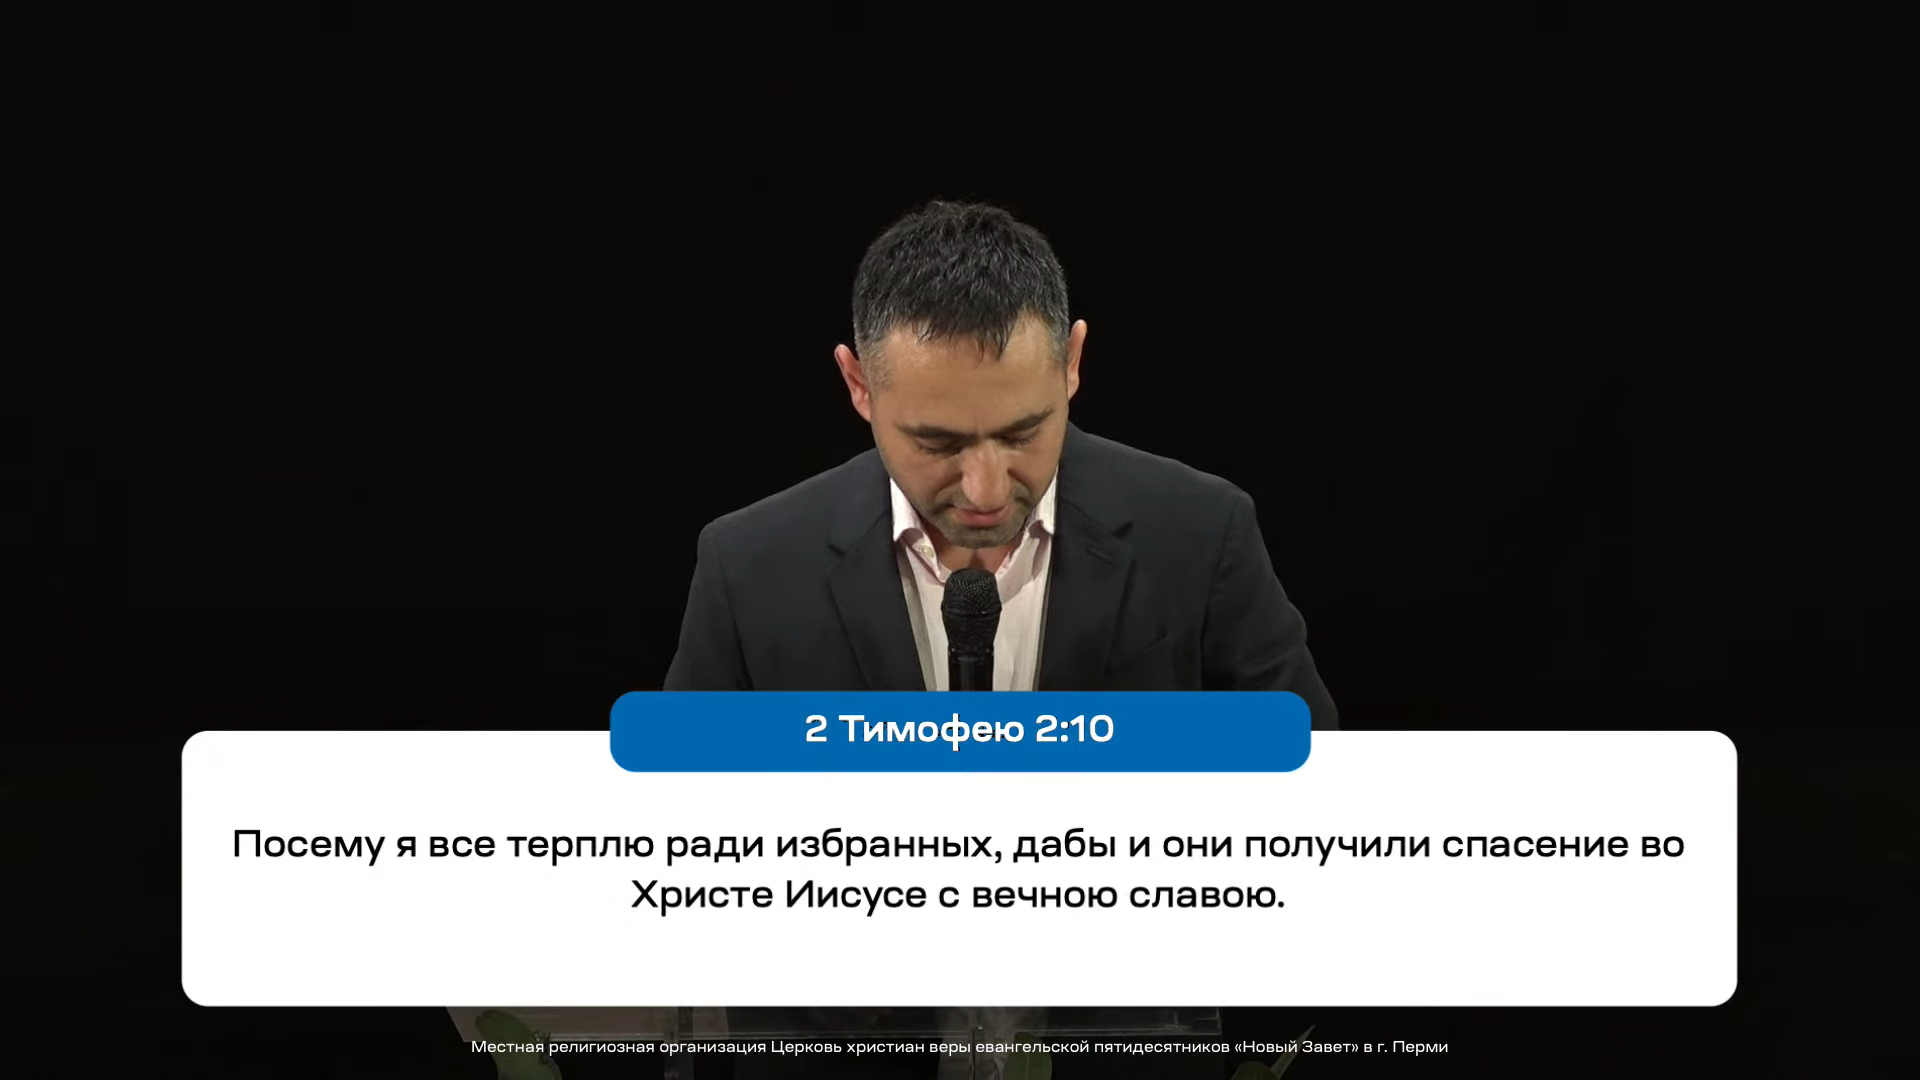 2 Тимофею 2:10
Посему я все терплю ради избранных, дабы и они получили спасение во
Христе Иисусе с вечною славою.
Местная религиозная организация Церковь христиан веры евангельской пятидесятников «Новый Завет» в г. Перми